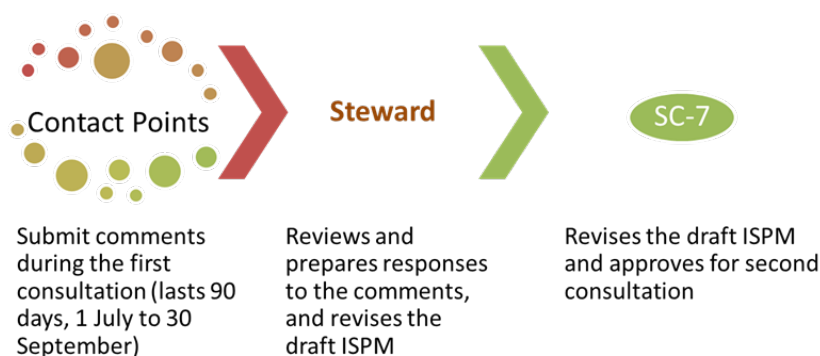 Contact Points
Steward
SC-7
Submit comments
during the first
consultation (lasts 90
days, 1 July to 30
September)
Reviews and
prepares responses
to the comments,
and revises the
draft ISPM
Revises the draft ISPM
and approves for second
consultation